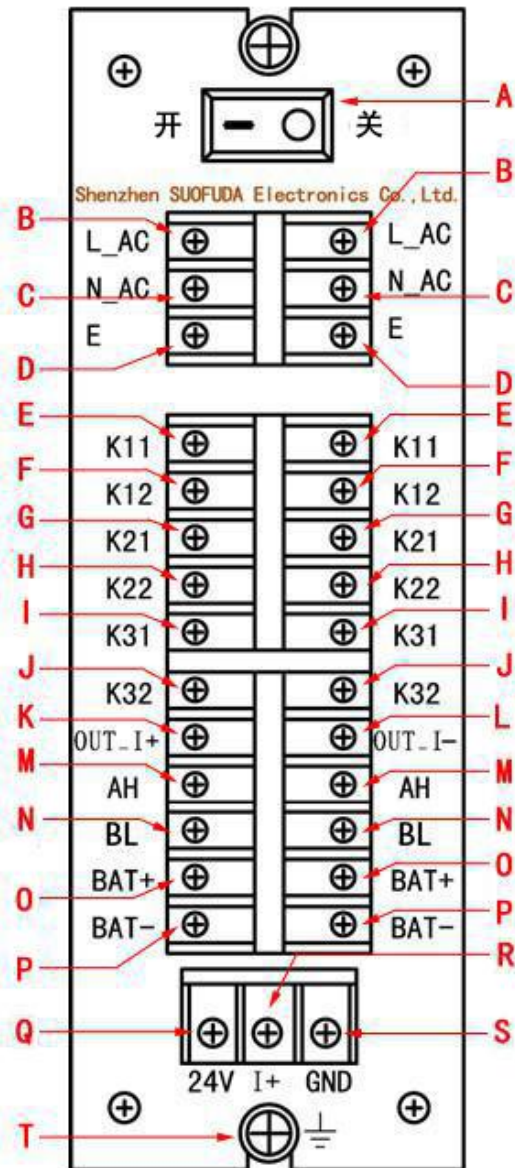 A
开 关
Shenzhen SUOFUDA Electronics Co.,Ltd.
B B
L_AC L_AC
C N_AC N_AC C
E E
D D
E E
K11 K11
F F
K12 K12
G G
K21 K21
H H
K22 K22
I I
K31 K31
J J
K32 K32
K L
OUT_I+ OUT_I-
M M
AH AH
N N
BL BL
O BAT+ BAT+ O
P
BAT- BAT-
P R
Q S
24V I+ GND
T